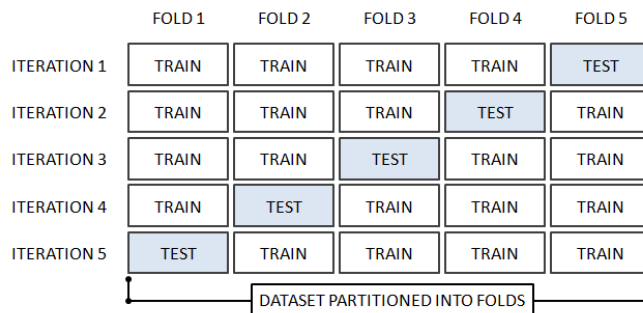 FOLD 1 FOLD 2 FOLD 3 FOLD 4 FOLD 5
ITERATION 1 TRAIN TRAIN TRAIN TRAIN TEST
ITERATION 2 TRAIN TRAIN TRAIN TEST TRAIN
ITERATION 3 TRAIN TRAIN TEST TRAIN TRAIN
ITERATION 4 TRAIN TEST TRAIN TRAIN TRAIN
ITERATION 5 TEST TRAIN TRAIN TRAIN TRAIN
DATASET PARTITIONED INTO FOLDS